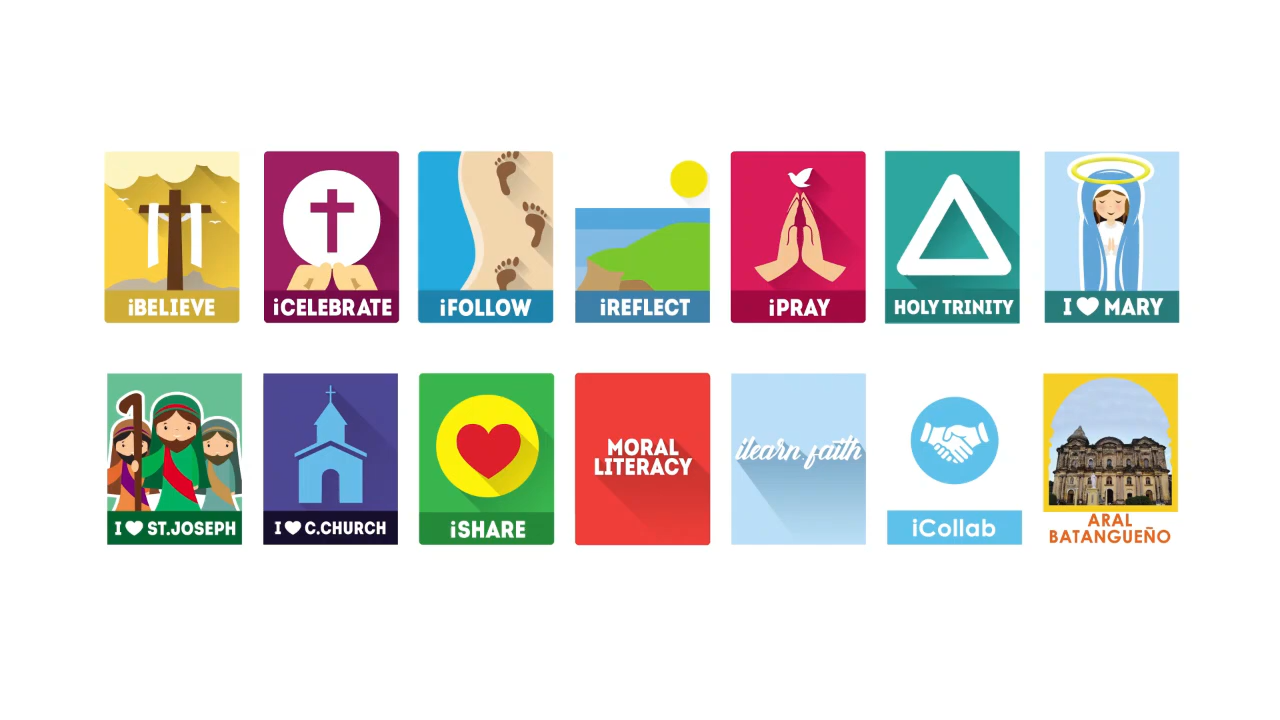 iBELIEVE
iCELEBRATE
iFOLLOW
iREFLECT
iPRAY
HOLY TRINITY
I ♥ MARY
I ♥ ST.JOSEPH
I ♥ C.CHURCH
iSHARE
MORAL
LITERACY
ilearn.faith
iCollab
ARAL
BATANGUEÑO